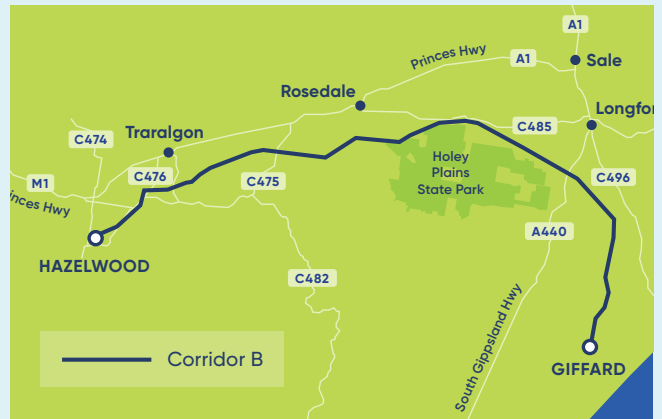 A1
Sale
Princes Hwy
A1
Rosedale
Longfor
C474
Traralgon
C485
Holey
Plains
State Park
M1
C476
C475
C496
inces Hwy
A440
HAZELWOOD
C482
South Gippsland Hwy
Corridor B
GIFFARD